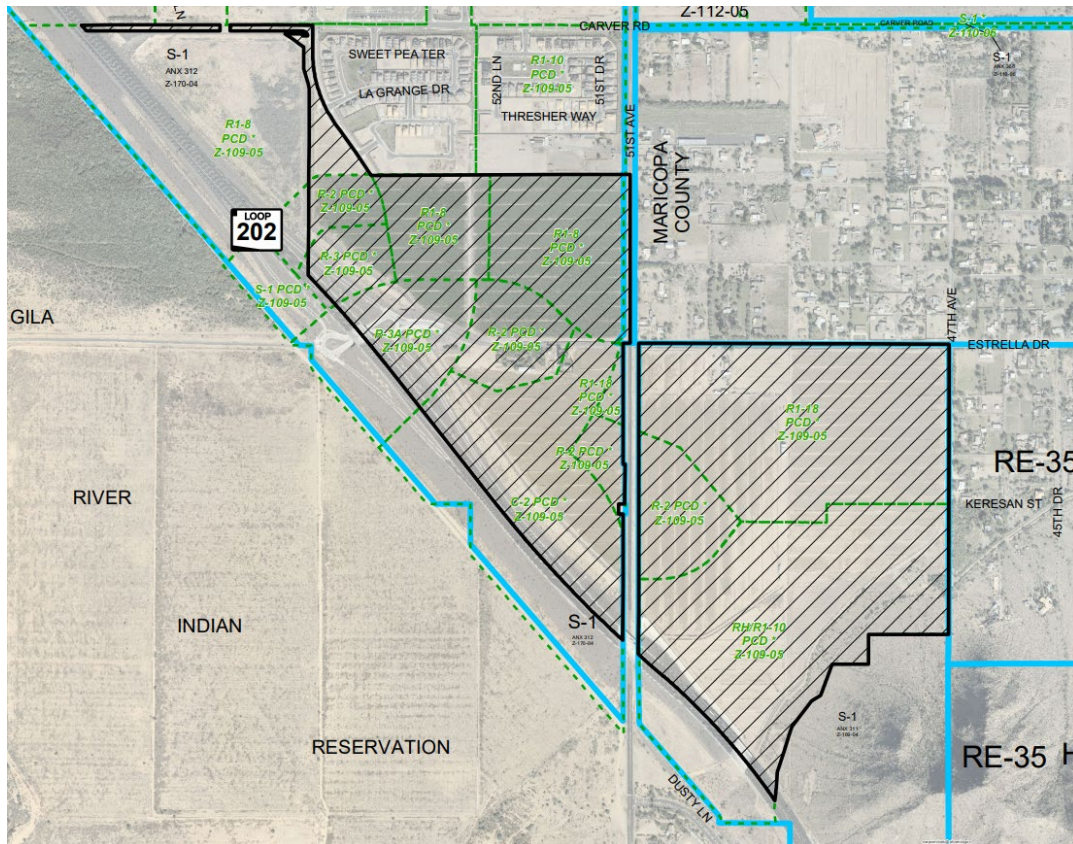 Z-112-05
CARVER RD
CARVER ROAD
S-1 *
Z-110-06
LN
S-1
ANX 312
Z-170-04
SWEET PEA TER
LA GRANGE DR
52ND LN
R1-10
PCD *
Z-109-05
51ST DR
THRESHER WAY
51ST AVE
S-1
R1-8
PCD *
Z-109-05
MARICOPA
COUNTY
R-2 PCD *
Z-109-05
R1-8
PCD *
Z-109-05
R1-8
PCD *
Z-109-05
LOOP
202
R-3 PCD *
Z-109-05
S-1 PCD *
Z-109-05
GILA
R-3A PCD *
Z-109-05
R-2 PCD *
Z-109-05
47TH AVE
ESTRELLA DR
R1-18
PCD *
Z-109-05
R1-18
PCD *
Z-109-05
R-2 PCD *
Z-109-05
RE-35
RIVER
C-2 PCD *
Z-109-05
R-2 PCD *
Z-109-05
KERESAN ST
45TH DR
INDIAN
S-1
ANX 312
Z-170-04
RH/R1-10
PCD *
Z-109-05
S-1
ANX 311
RESERVATION
RE-35 H
DUSTY LN